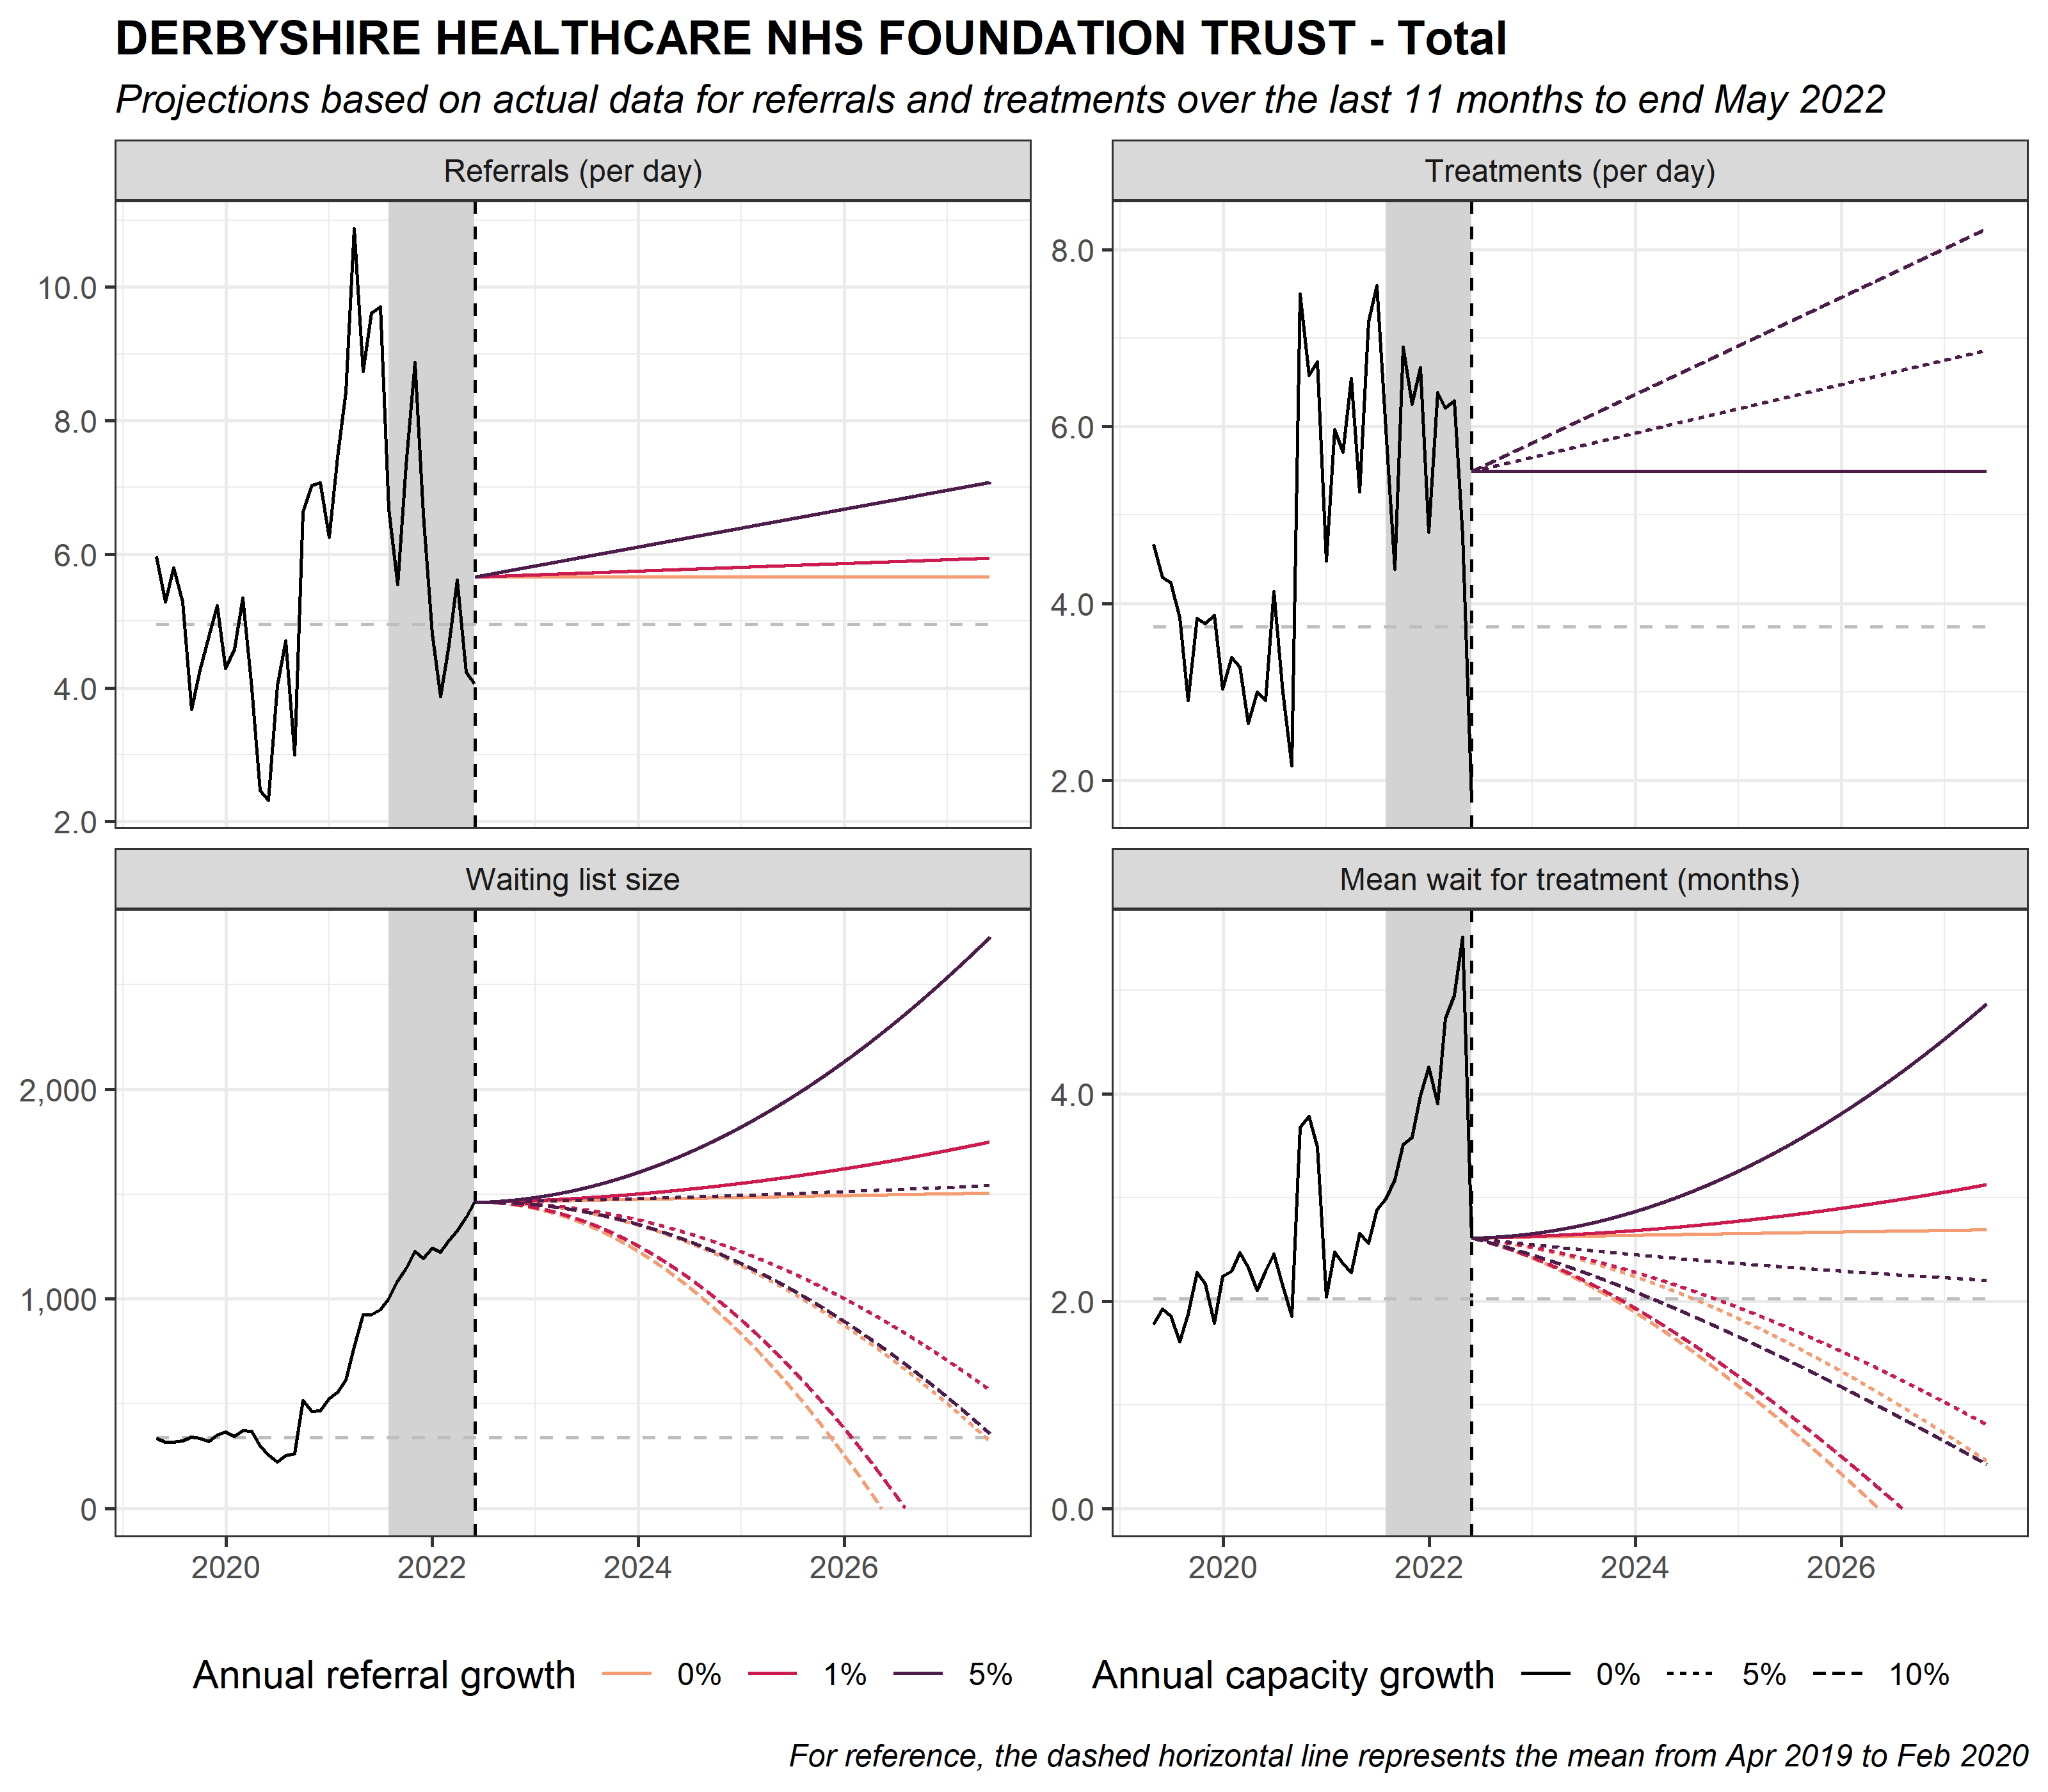 DERBYSHIRE HEALTHCARE NHS FOUNDATION TRUST - Total
Projections based on actual data for referrals and treatments over the last 11 months to end May 2022
Referrals (per day)
10.0
8.0
6.0
4.0
2.0
Treatments (per day)
8.0
6.0
4.0
2.0
Waiting list size
2,000
1,000
0
2020 2022 2024 2026
Mean wait for treatment (months)
4.0
2.0
0.0
2020 2022 2024 2026
Annual referral growth 0% 1% 5%
Annual capacity growth 0% 5% 10%
For reference, the dashed horizontal line represents the mean from Apr 2019 to Feb 2020